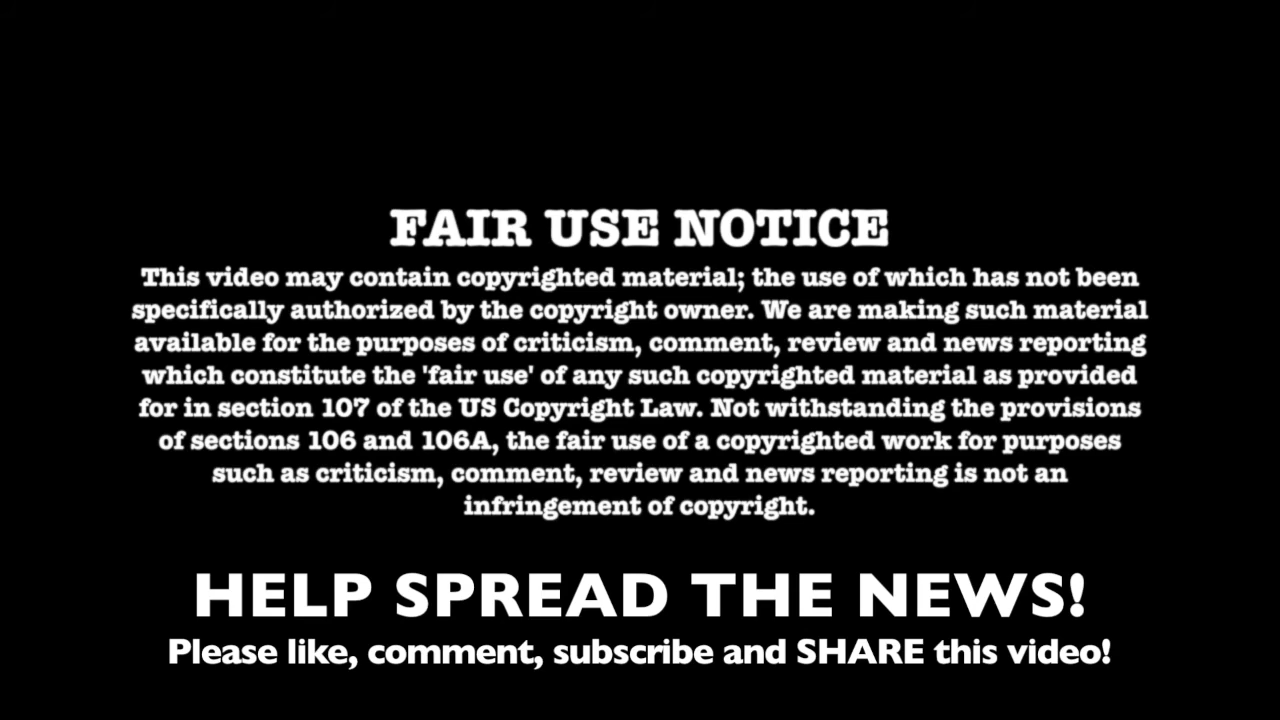 FAIR USE NOTICE
This video may contain copyrighted material; the use of which has not been
specifically authorized by the copyright owner. We are making such material
available for the purposes of criticism, comment, review and news reporting
which constitute the 'fair use' of any such copyrighted material as provided
for in section 107 of the US Copyright Law. Not withstanding the provisions
of sections 106 and 106A, the fair use of a copyrighted work for purposes
such as criticism, comment, review and news reporting is not an
infringement of copyright.
HELP SPREAD THE NEWS!
Please like, comment, subscribe and SHARE this video!